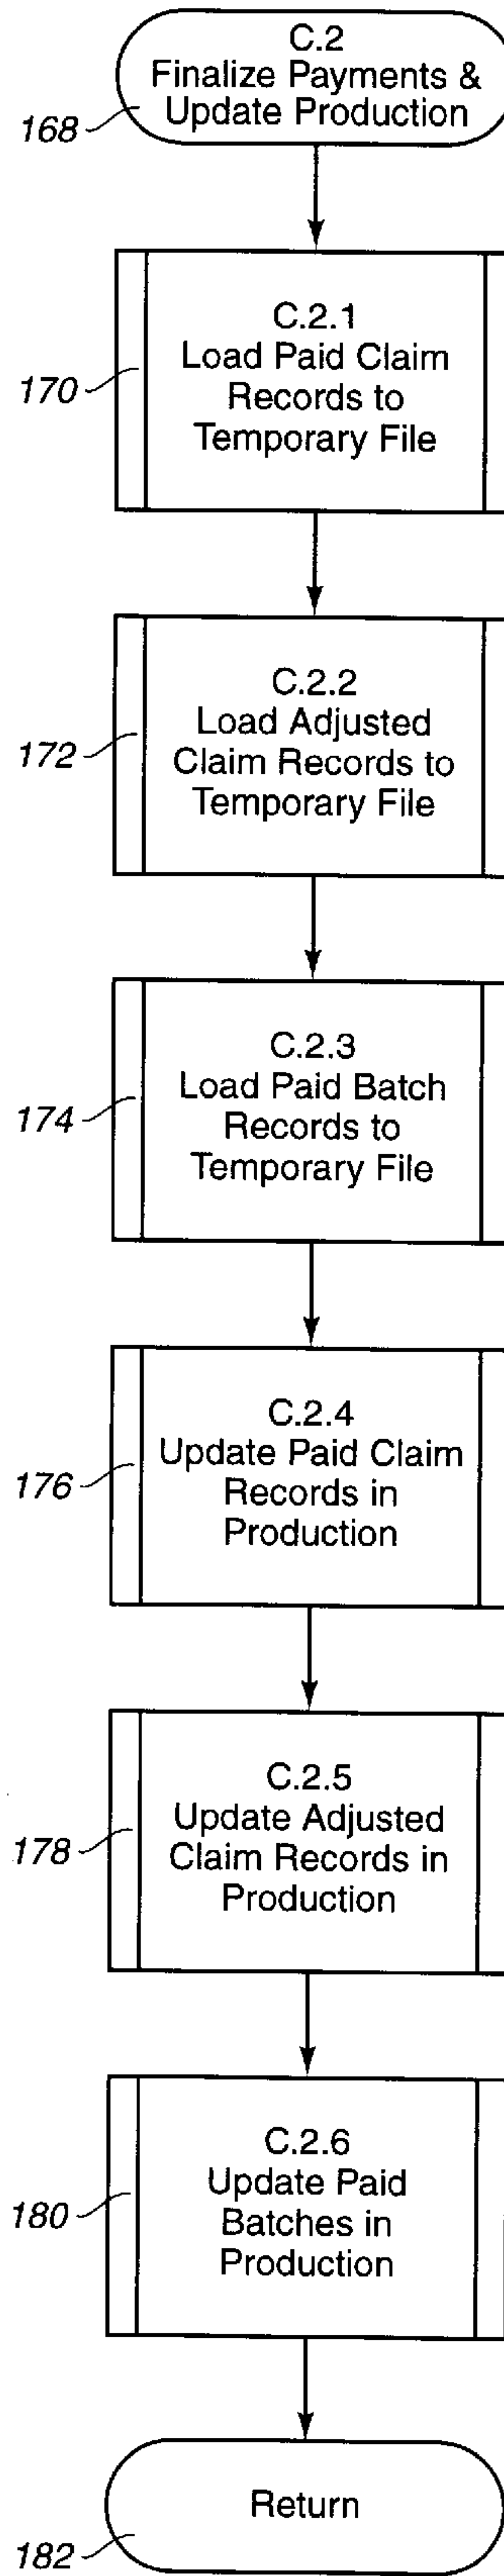 C.2
Finalize Payments &
Update Production
168
C.2.1
Load Paid Claim
Records to
Temporary File
170
C.2.2
Load Adjusted
Claim Records to
Temporary File
172
C.2.3
Load Paid Batch
Records to
Temporary File
174
C.2.4
Update Paid Claim
Records in
Production
176
C.2.5
Update Adjusted
Claim Records in
Production
178
C.2.6
Update Paid
Batches in
Production
180
Return
182